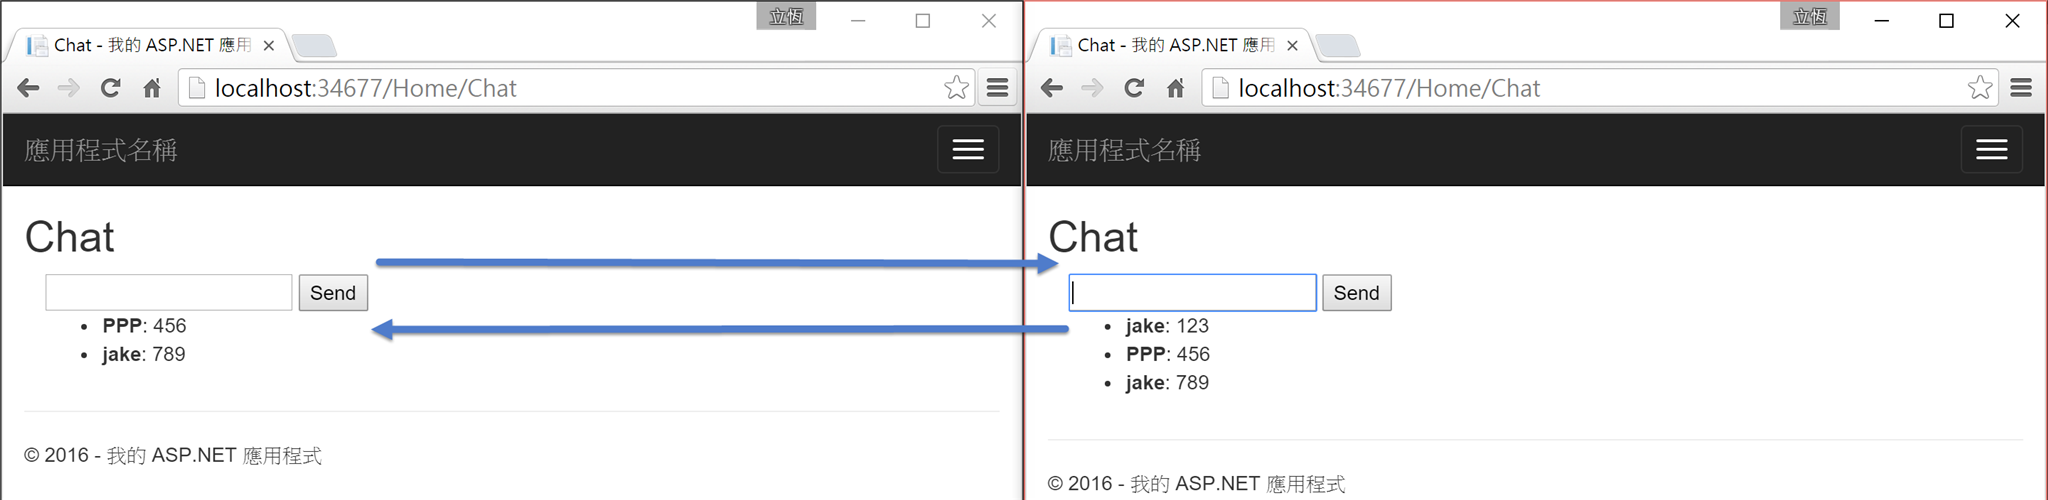 立恆
Chat - 我的 ASP.NET 應用
localhost:34677/Home/Chat
應用程式名稱
Chat
Send
PPP: 456
jake: 789
© 2016 - 我的 ASP.NET 應用程式
立恆
Chat - 我的 ASP.NET 應用
localhost:34677/Home/Chat
應用程式名稱
Chat
Send
jake: 123
PPP: 456
jake: 789
© 2016 - 我的 ASP.NET 應用程式